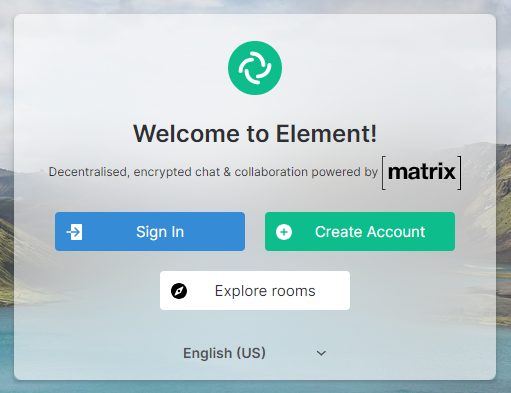 Welcome to Element!
Decentralised, encrypted chat & collaboration powered by [matrix]
Sign In
Create Account
Explore rooms
English (US)